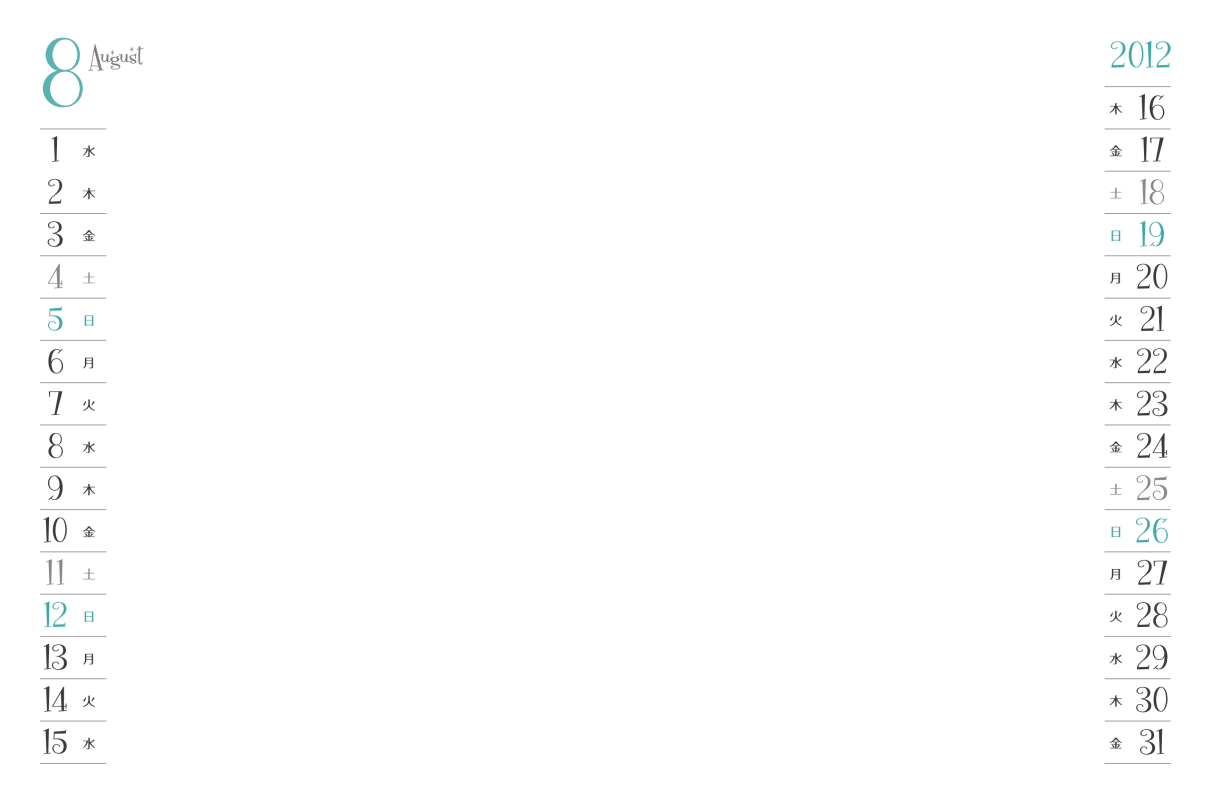 8 August
1 水
2 木
3 金
4 土
5 日
6 月
7 火
8 水
9 木
10 金
11 土
12 日
13 月
14 火
15 水
2012
木 16
金 17
土 18
日 19
月 20
火 21
水 22
木 23
金 24
土 25
日 26
月 27
火 28
水 29
木 30
金 31